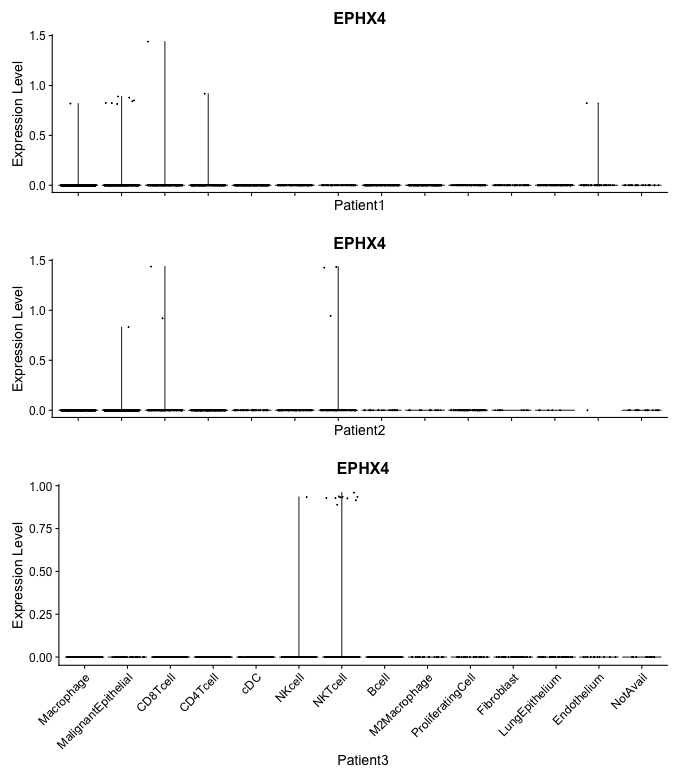 EPHX4
Expression Level
1.5
1.0
0.5
0.0
Patient1
EPHX4
Expression Level
1.5
1.0
0.5
0.0
Patient2
EPHX4
Expression Level
1.00
0.75
0.50
0.25
0.00
Macrophage
MalignantEpithelial
CD8Tcell
CD4Tcell
cDC
NKcell
NKTcell
Bcell
M2Macrophage
ProliferatingCell
Fibroblast
LungEpithelium
Endothelium
NotAvail
Patient3